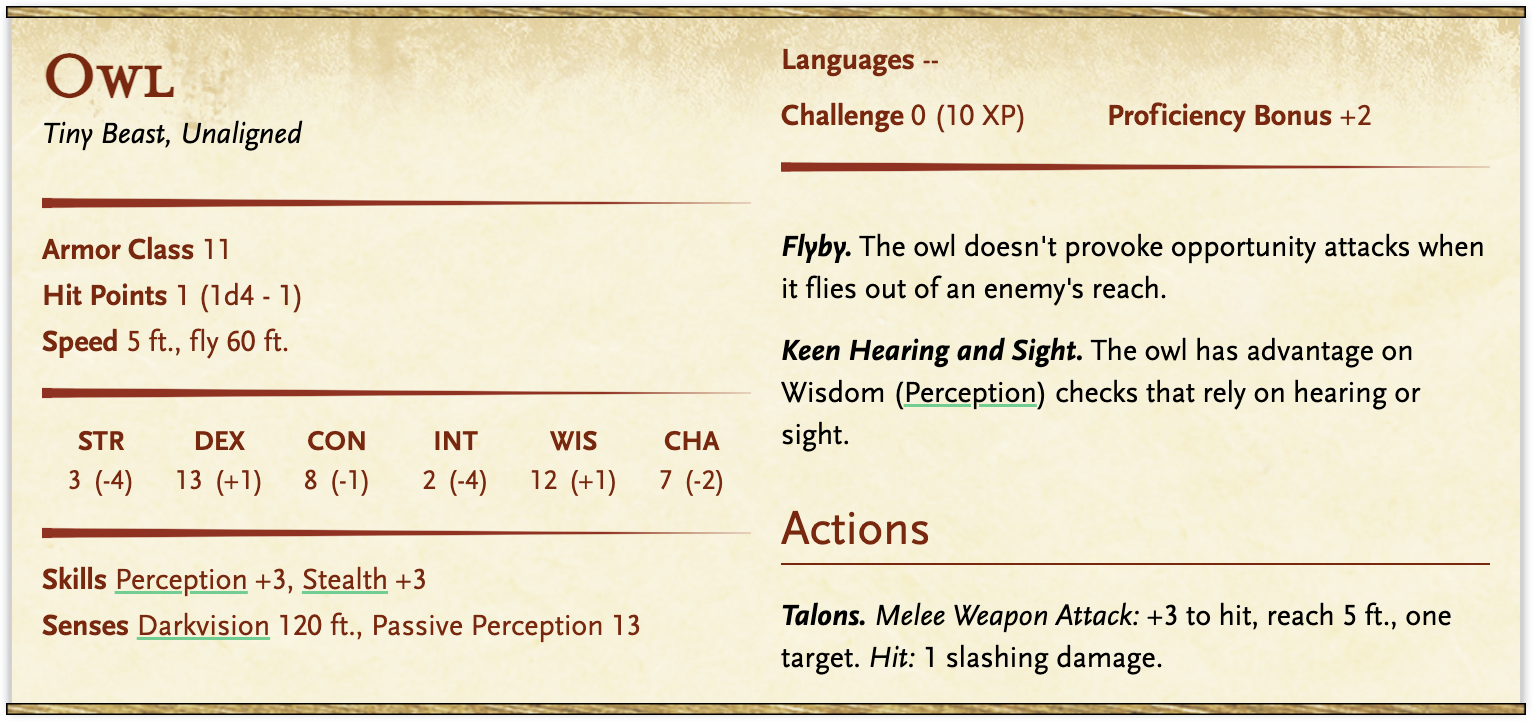 Owl
Tiny Beast, Unaligned
Armor Class 11
Hit Points 1 (1d4 - 1)
Speed 5 ft., fly 60 ft.
STR DEX CON INT WIS CHA
3 (-4) 13 (+1) 8 (-1) 2 (-4) 12 (+1) 7 (-2)
Skills Perception +3, Stealth +3
Senses Darkvision 120 ft., Passive Perception 13
Languages --
Challenge 0 (10 XP) Proficiency Bonus +2
Flyby. The owl doesn't provoke opportunity attacks when
it flies out of an enemy's reach.
Keen Hearing and Sight. The owl has advantage on
Wisdom (Perception) checks that rely on hearing or
sight.
Actions
Talons. Melee Weapon Attack: +3 to hit, reach 5 ft., one
target. Hit: 1 slashing damage.